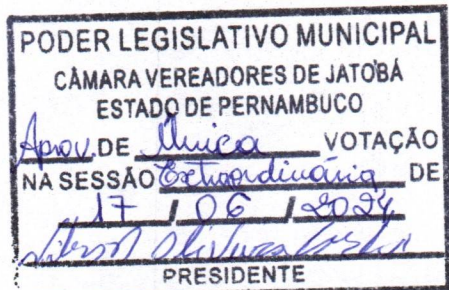 PODER LEGISLATIVO MUNICIPAL
CÂMARA VEREADORES DE JATOBÁ
ESTADO DE PERNAMBUCO
Aprov. DE Única VOTAÇÃO
NA SESSÃO Extraordinária DE
17 / 06 / 2024
PRESIDENTE